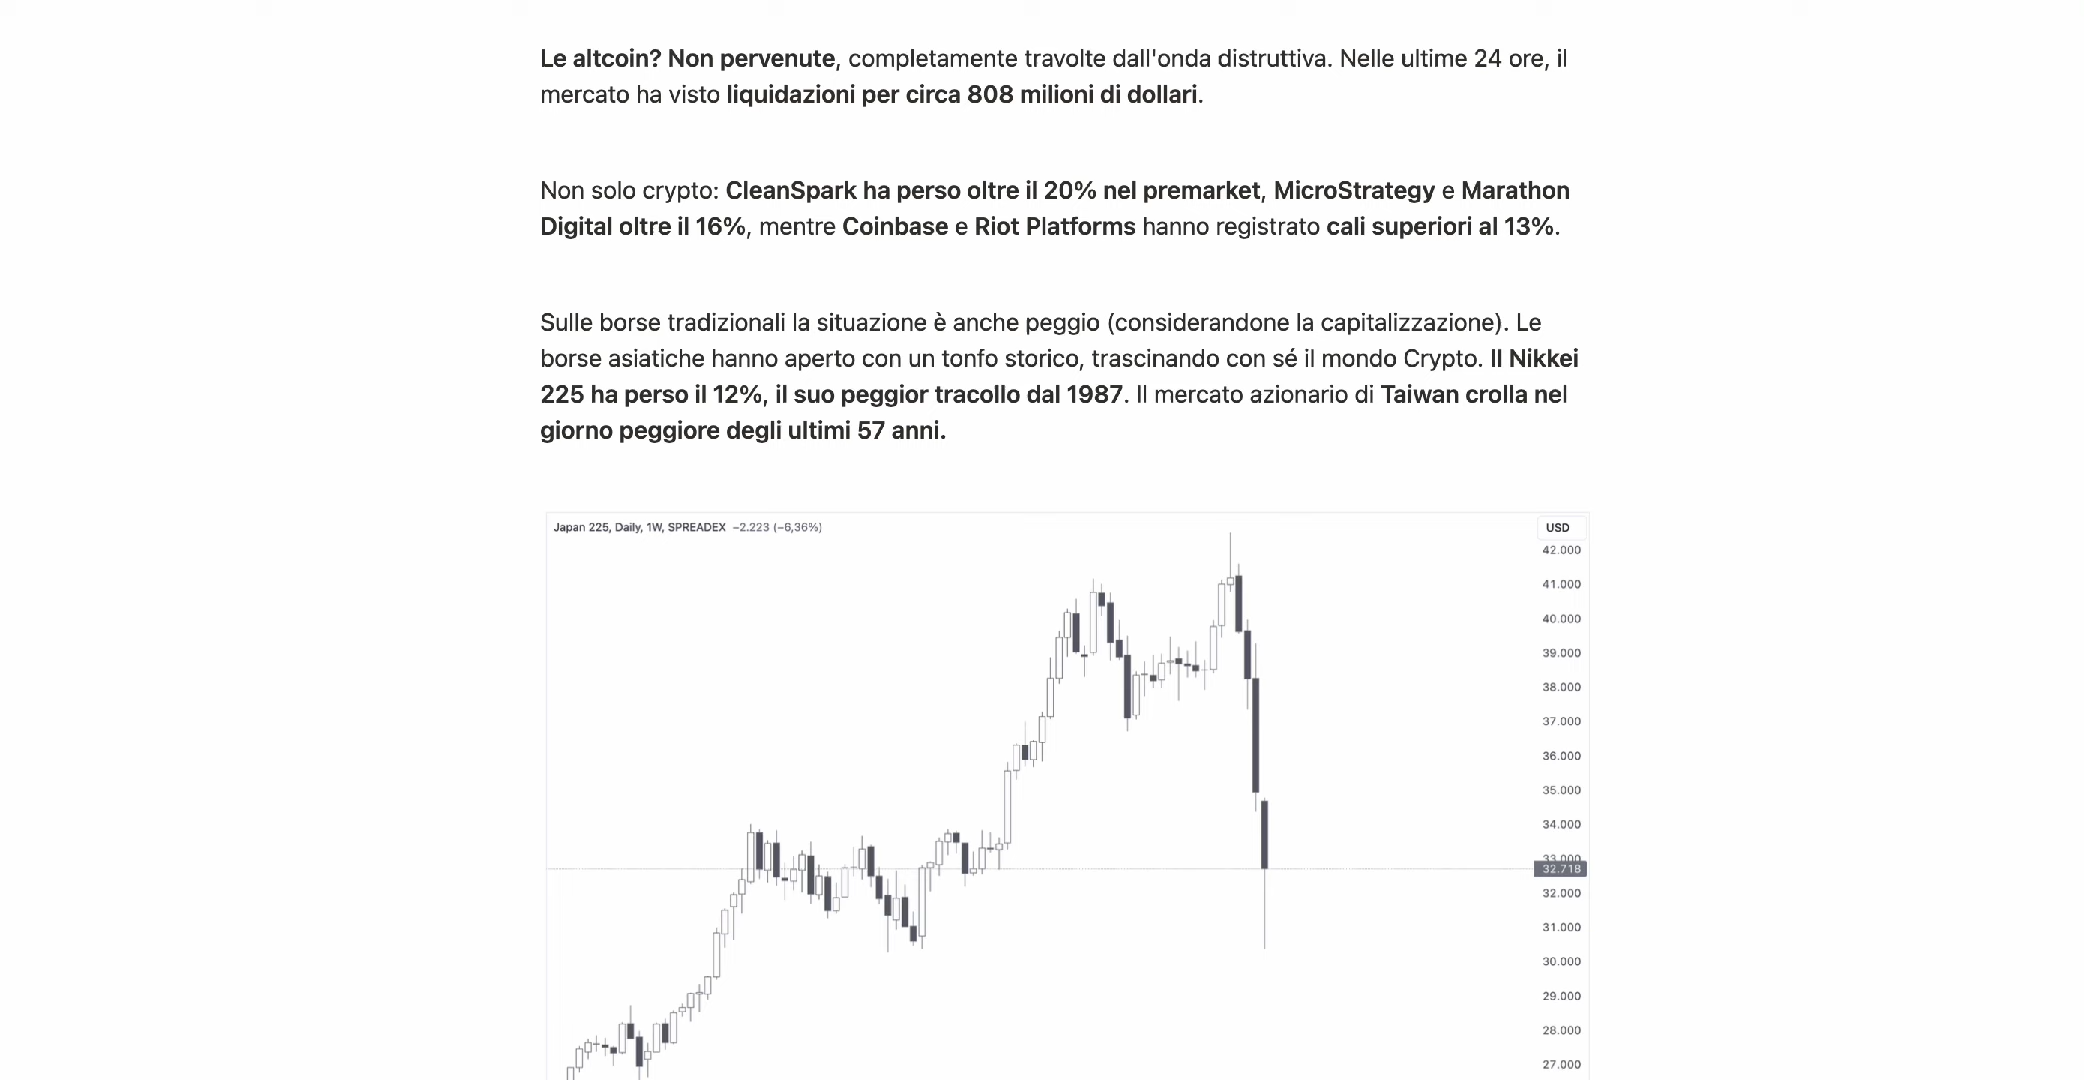 Le altcoin? Non pervenute, completamente travolte dall'onda distruttiva. Nelle ultime 24 ore, il
mercato ha visto liquidazioni per circa 808 milioni di dollari.
Non solo crypto: CleanSpark ha perso oltre il 20% nel premarket, MicroStrategy e Marathon
Digital oltre il 16%, mentre Coinbase e Riot Platforms hanno registrato cali superiori al 13%.
Sulle borse tradizionali la situazione è anche peggio (considerandone la capitalizzazione). Le
borse asiatiche hanno aperto con un tonfo storico, trascinando con sé il mondo Crypto. Il Nikkei
225 ha perso il 12%, il suo peggior tracollo dal 1987. Il mercato azionario di Taiwan crolla nel
giorno peggiore degli ultimi 57 anni.
Japan 225, Daily, 1W, SPREADEX −2.223 (−6,36%)
USD
42.000
41.000
40.000
39.000
38.000
37.000
36.000
35.000
34.000
33.000
32.718
32.000
31.000
30.000
29.000
28.000
27.000